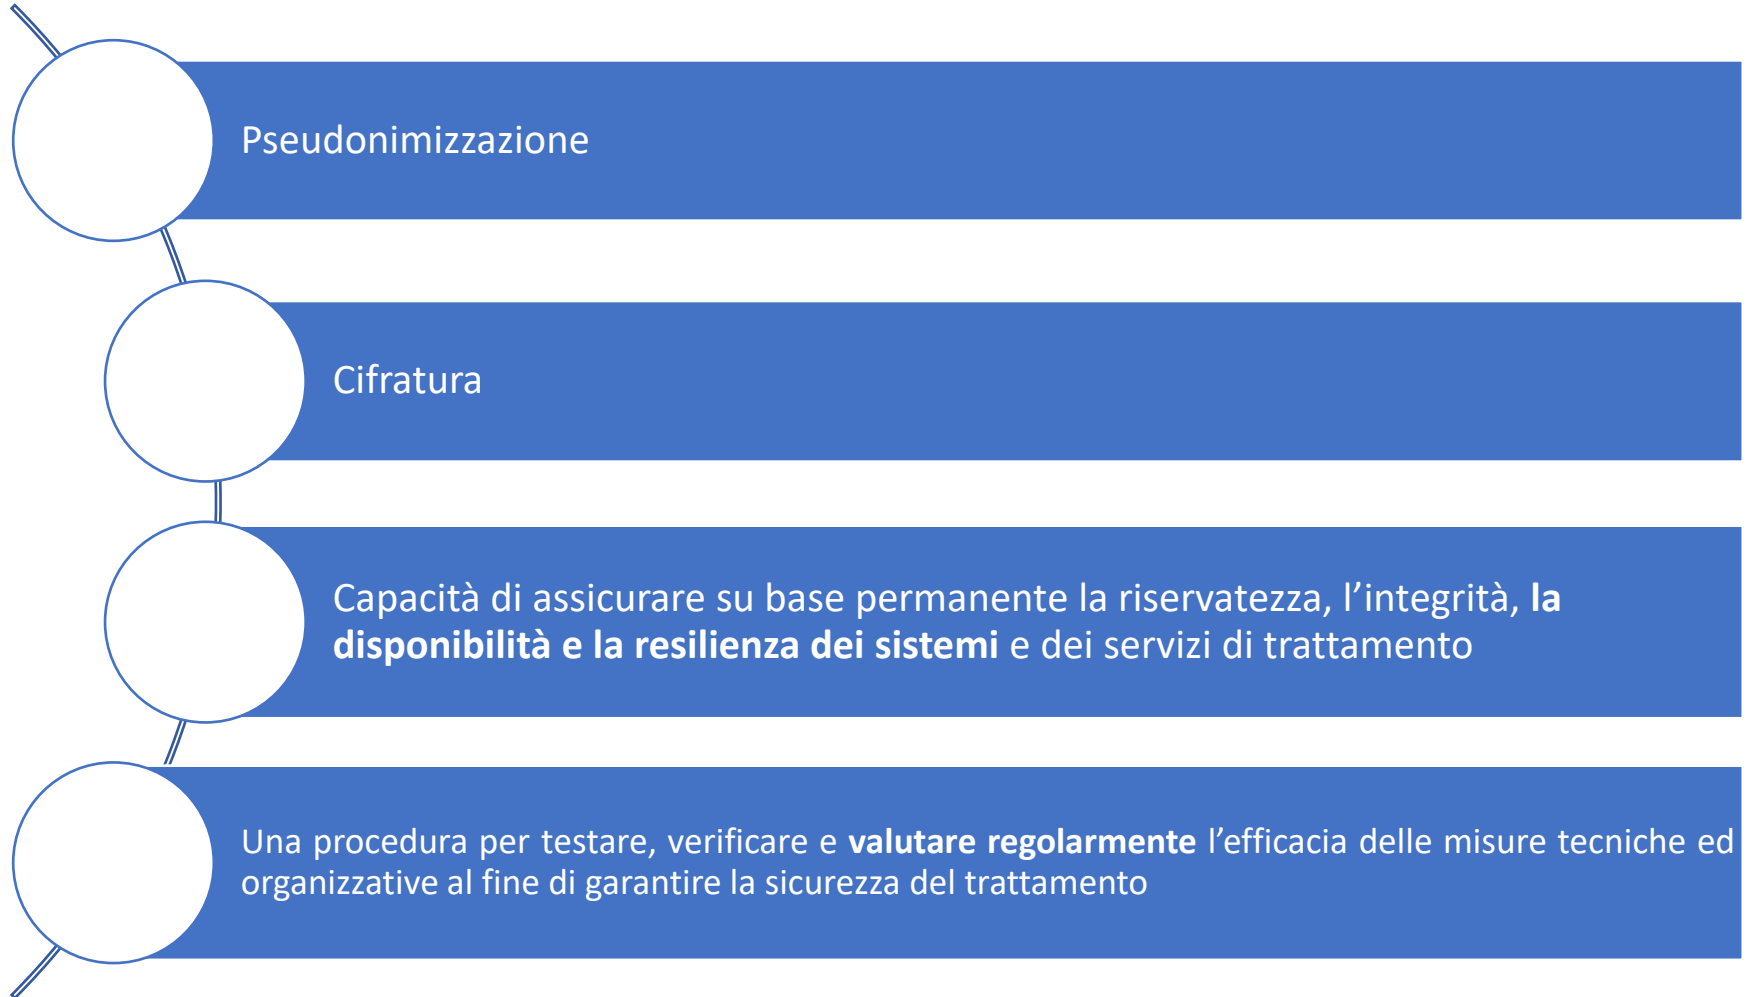 Pseudonimizzazione
Cifratura
Capacità di assicurare su base permanente la riservatezza, l’integrità, la
disponibilità e la resilienza dei sistemi e dei servizi di trattamento
Una procedura per testare, verificare e valutare regolarmente l’efficacia delle misure tecniche ed
organizzative al fine di garantire la sicurezza del trattamento